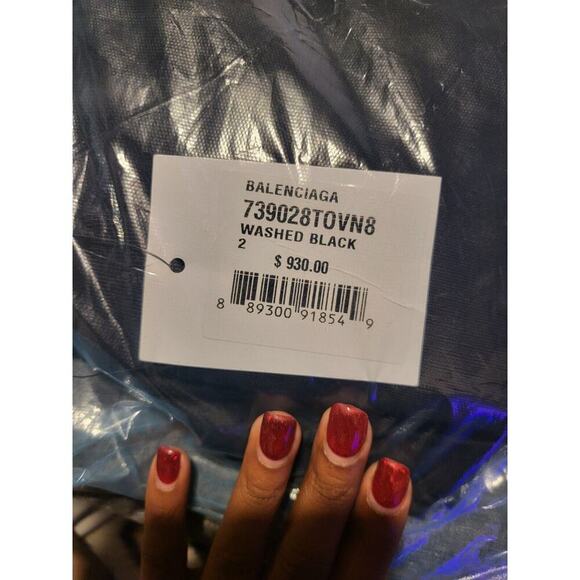 BALENCIAGA
739028TOVN8
WASHED BLACK
2
$ 930.00
8 89300 91854 9